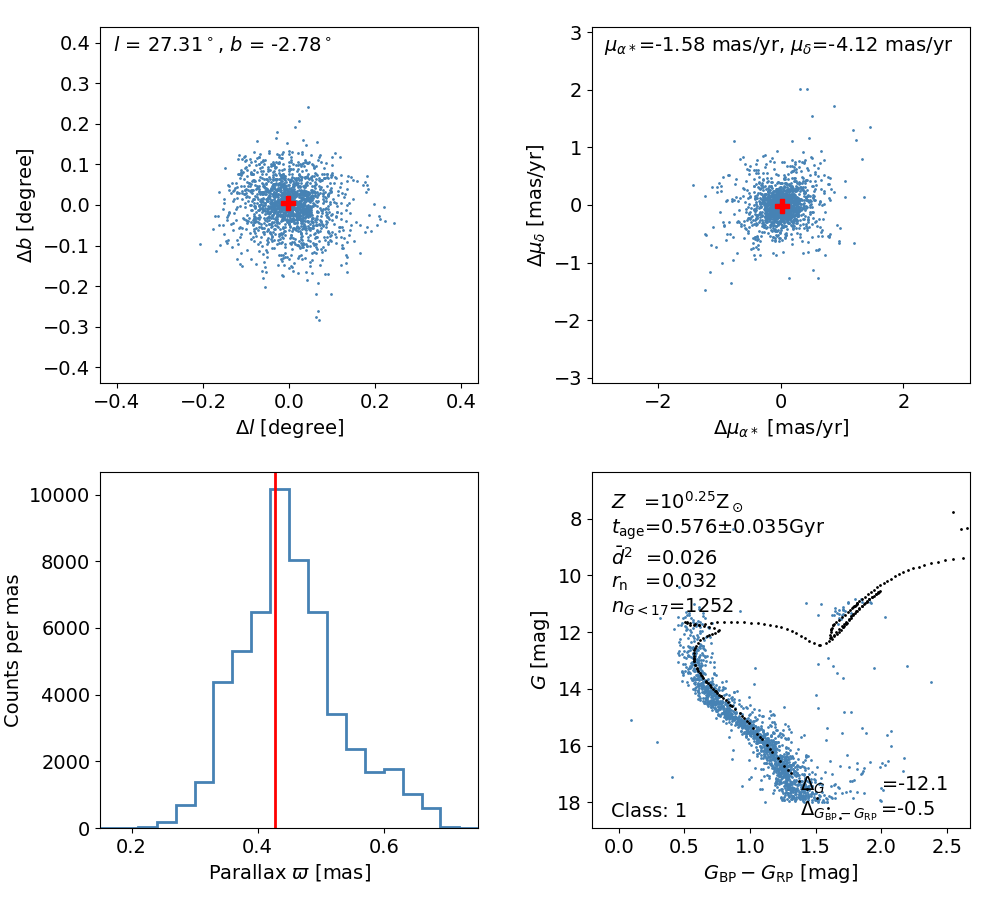 l = 27.31°, b = -2.78°
0.4
0.3
0.2
0.1
0.0
−0.1
−0.2
−0.3
−0.4
Δb [degree]
−0.4 −0.2 0.0 0.2 0.4
Δl [degree]
μα∗=-1.58 mas/yr, μδ=-4.12 mas/yr
3
2
1
0
−1
−2
−3
Δμδ [mas/yr]
−2 0 2
Δμα∗ [mas/yr]
10000
8000
6000
4000
2000
0
Counts per mas
0.2 0.4 0.6
Parallax ϖ [mas]
Z =10^0.25 Z⊙
t_age=0.576±0.035Gyr
d̄² =0.026
r_n =0.032
n_G<17=1252
8
10
12
14
16
18
G [mag]
Δ_G =-12.1
Δ_GBP−GRP=-0.5
Class: 1
0.0 0.5 1.0 1.5 2.0 2.5
G_BP − G_RP [mag]